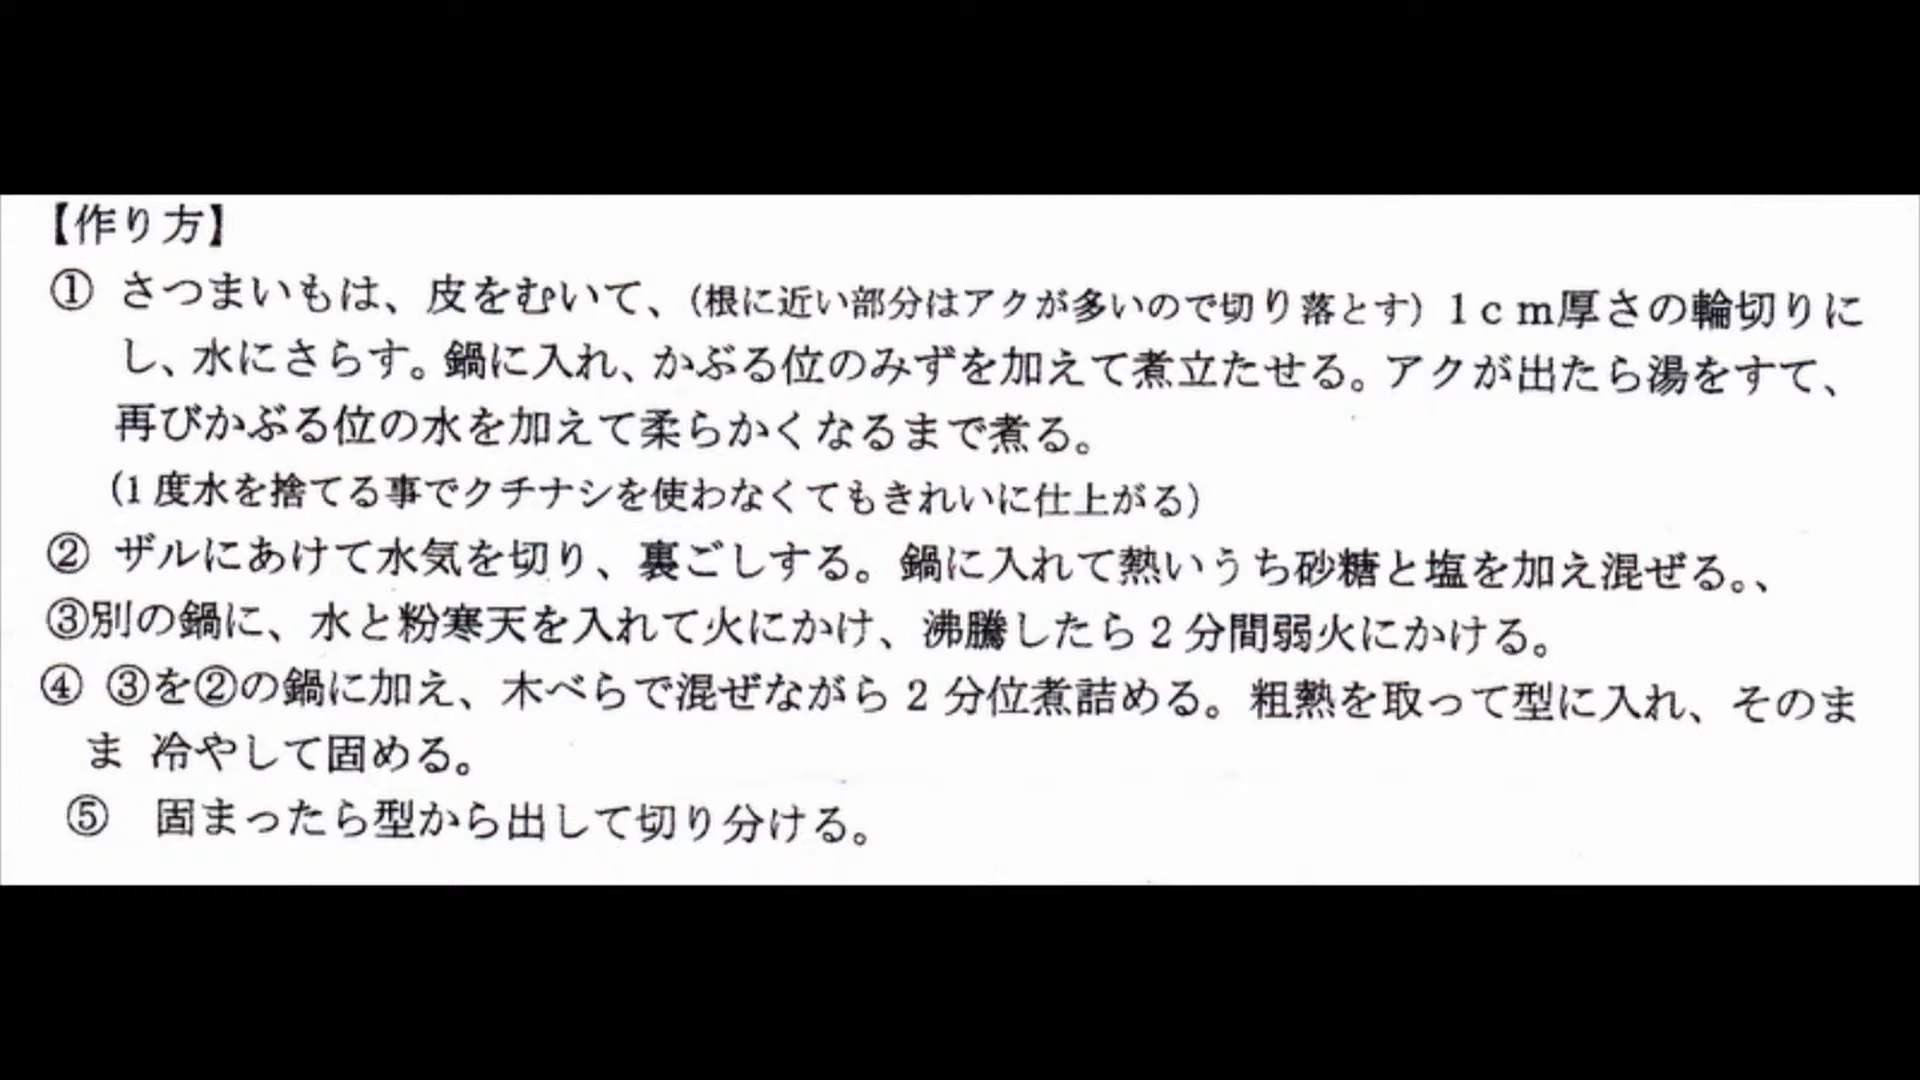 【作り方】
① さつまいもは、皮をむいて、(根に近い部分はアクが多いので切り落とす) 1cm厚さの輪切りに
し、水にさらす。鍋に入れ、かぶる位のみずを加えて煮立たせる。アクが出たら湯をすて、
再びかぶる位の水を加えて柔らかくなるまで煮る。
(1度水を捨てる事でクチナシを使わなくてもきれいに仕上がる)
② ザルにあけて水気を切り、裏ごしする。鍋に入れて熱いうち砂糖と塩を加え混ぜる。、
③別の鍋に、水と粉寒天を入れて火にかけ、沸騰したら2分間弱火にかける。
④ ③を②の鍋に加え、木べらで混ぜながら2分位煮詰める。粗熱を取って型に入れ、そのま
ま 冷やして固める。
⑤ 固まったら型から出して切り分ける。